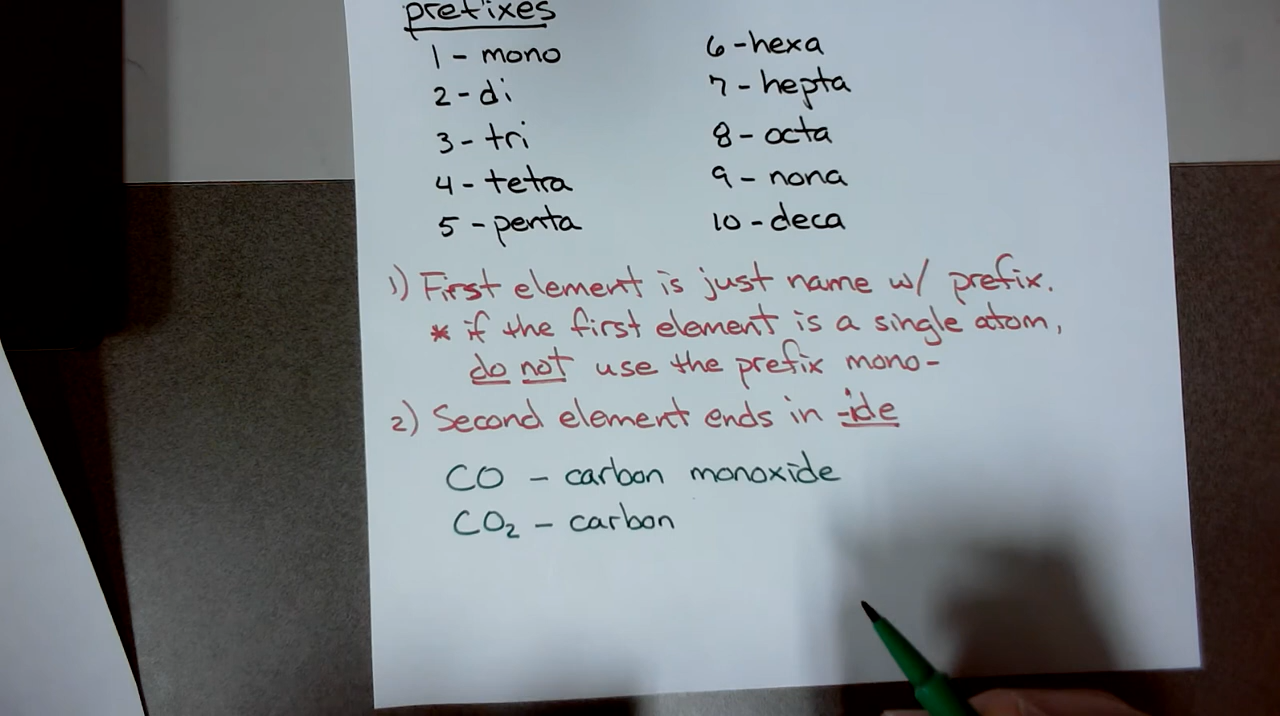 prefixes
1 - mono
2 - di
3 - tri
4 - tetra
5 - penta
6 - hexa
7 - hepta
8 - octa
9 - nona
10 - deca
1) First element is just name w/ prefix.
* if the first element is a single atom,
do not use the prefix mono-
2) Second element ends in -ide
CO - carbon monoxide
CO₂ - carbon